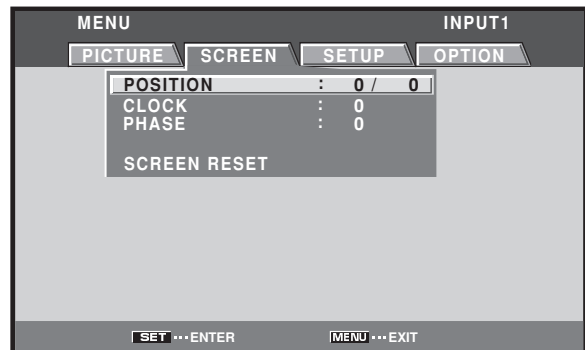 MENU INPUT1
PICTURE SCREEN SETUP OPTION
POSITION : 0 / 0
CLOCK : 0
PHASE : 0
SCREEN RESET
SET ···ENTER MENU ···EXIT